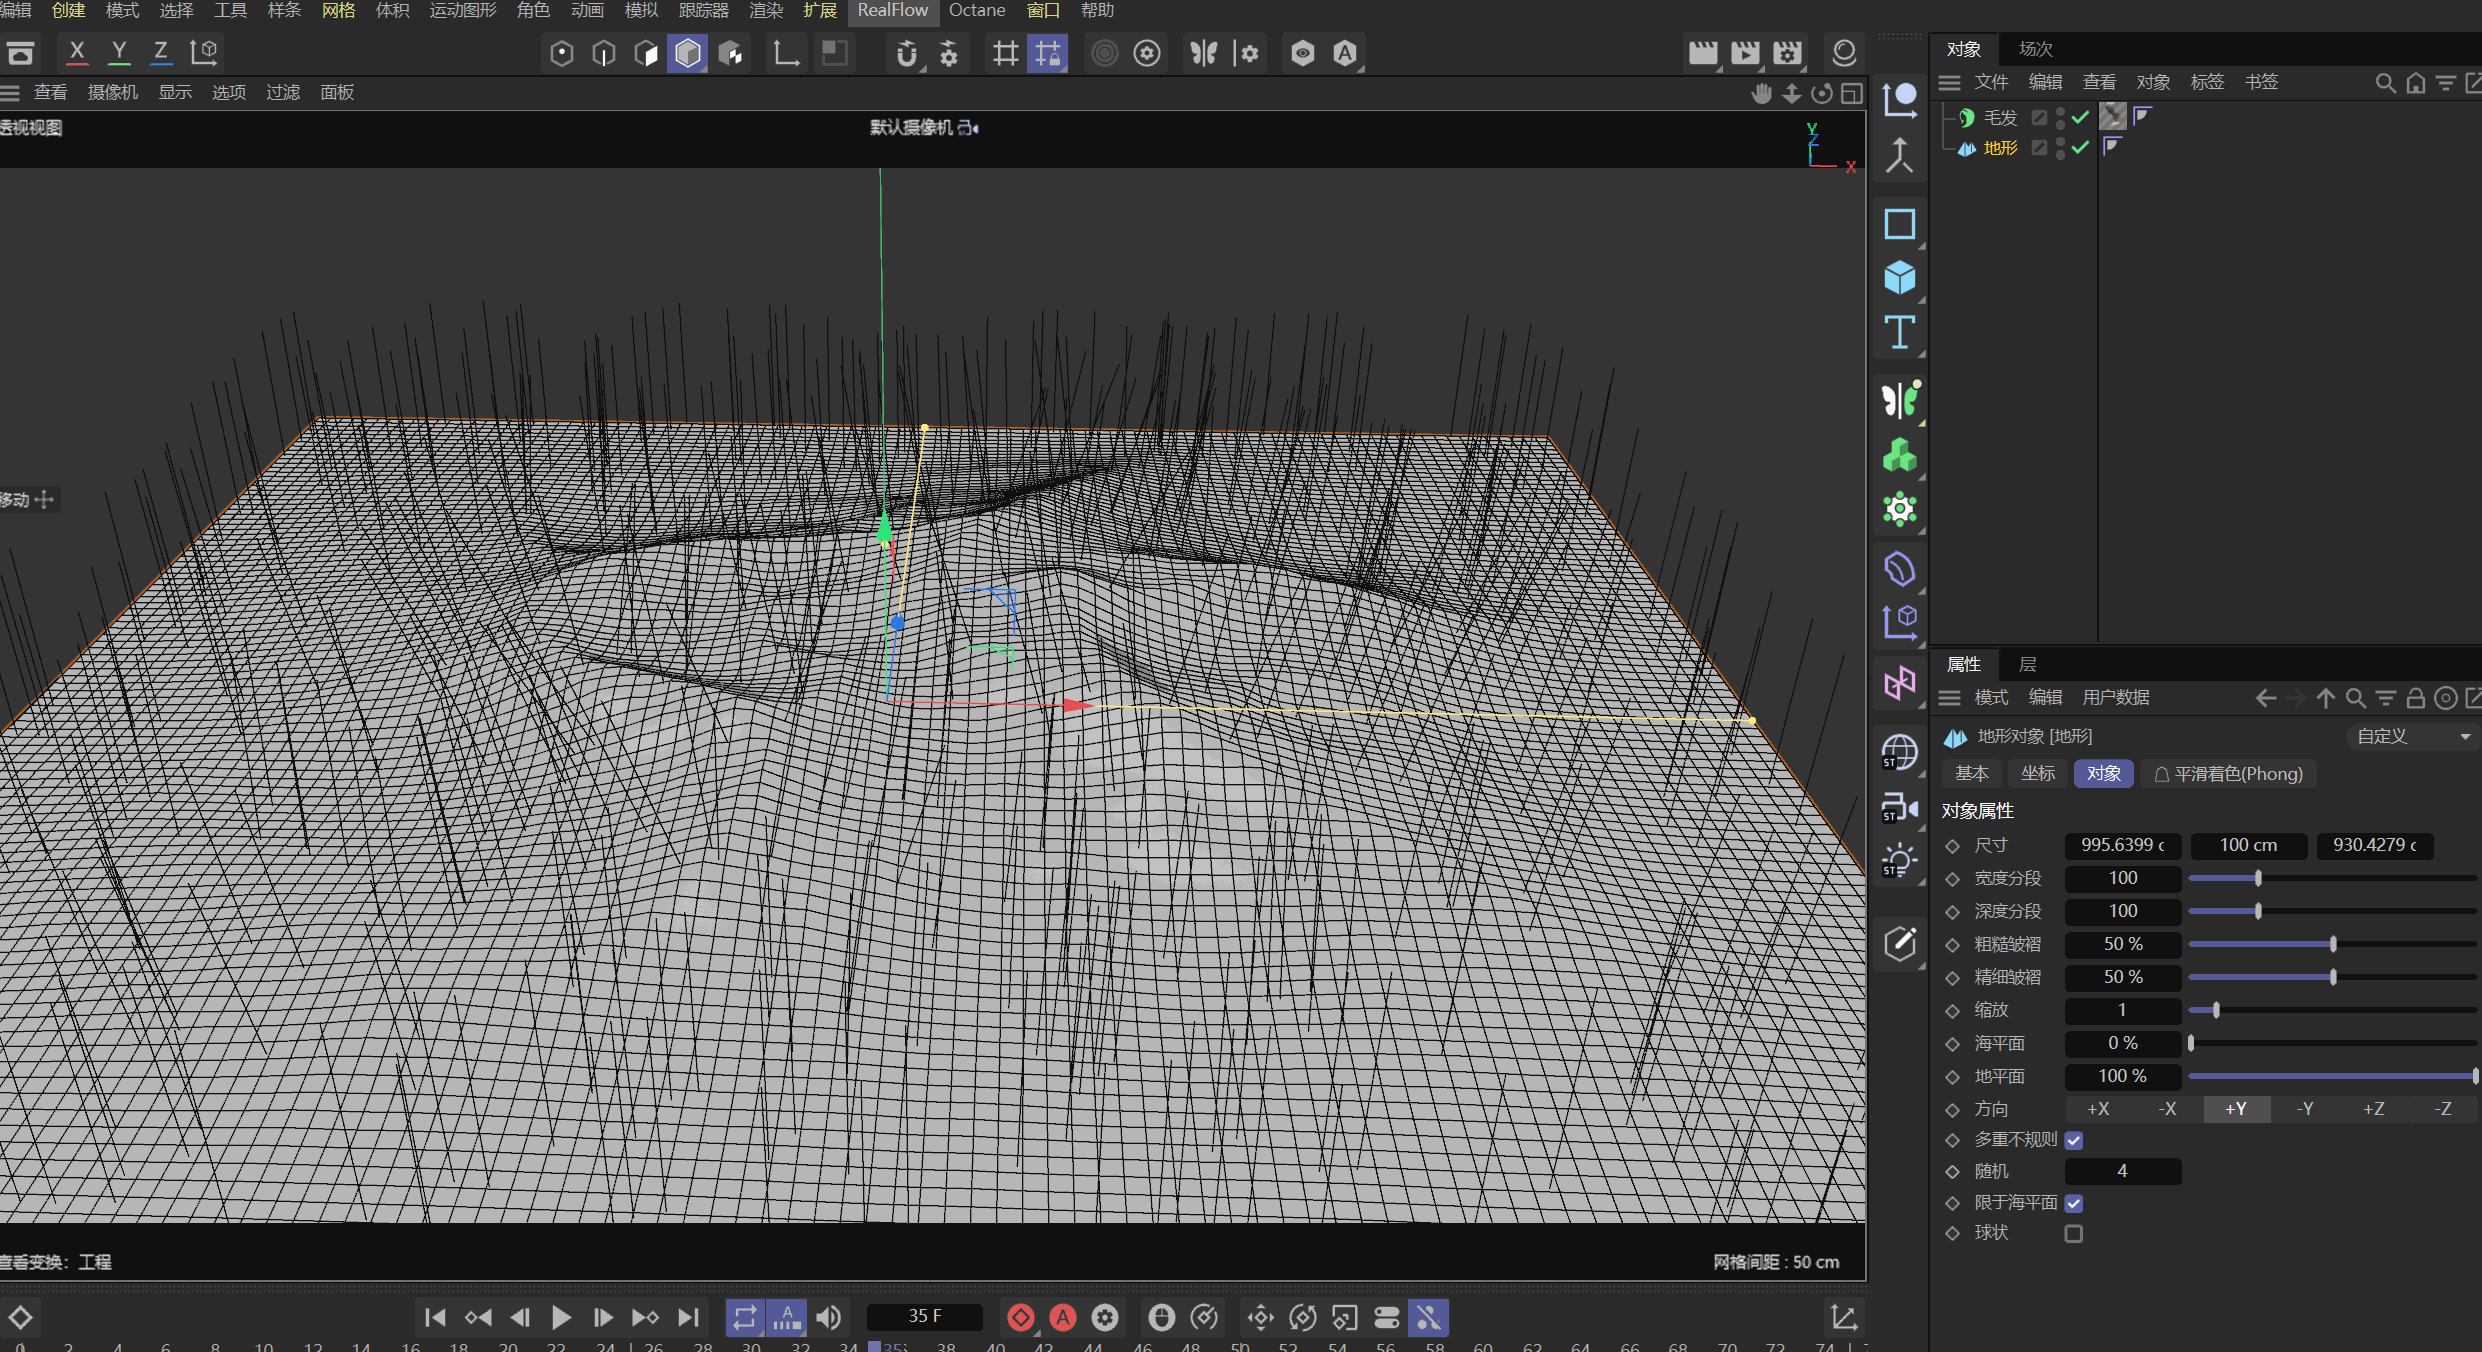 编辑 创建 模式 选择 工具 样条 网格 体积 运动图形 角色 动画 模拟 跟踪器 渲染 扩展 RealFlow Octane 窗口 帮助
X Y Z
查看 摄像机 显示 选项 过滤 面板
透视视图
默认摄像机
Y
Z
X
移动
查看变换：工程
网格间距 : 50 cm
35 F
0 2 4 6 8 10 12 14 16 18 20 22 24 26 28 30 32 34 35 38 40 42 44 46 48 50 52 54 56 58 60 62 64 66 68 70 72 74
对象 场次
文件 编辑 查看 对象 标签 书签
毛发
地形
属性 层
模式 编辑 用户数据
地形对象 [地形] 自定义
基本 坐标 对象 平滑着色(Phong)
对象属性
尺寸 995.6399 c 100 cm 930.4279 c
宽度分段 100
深度分段 100
粗糙皱褶 50 %
精细皱褶 50 %
缩放 1
海平面 0 %
地平面 100 %
方向 +X -X +Y -Y +Z -Z
多重不规则
随机 4
限于海平面
球状
ST
ST
ST